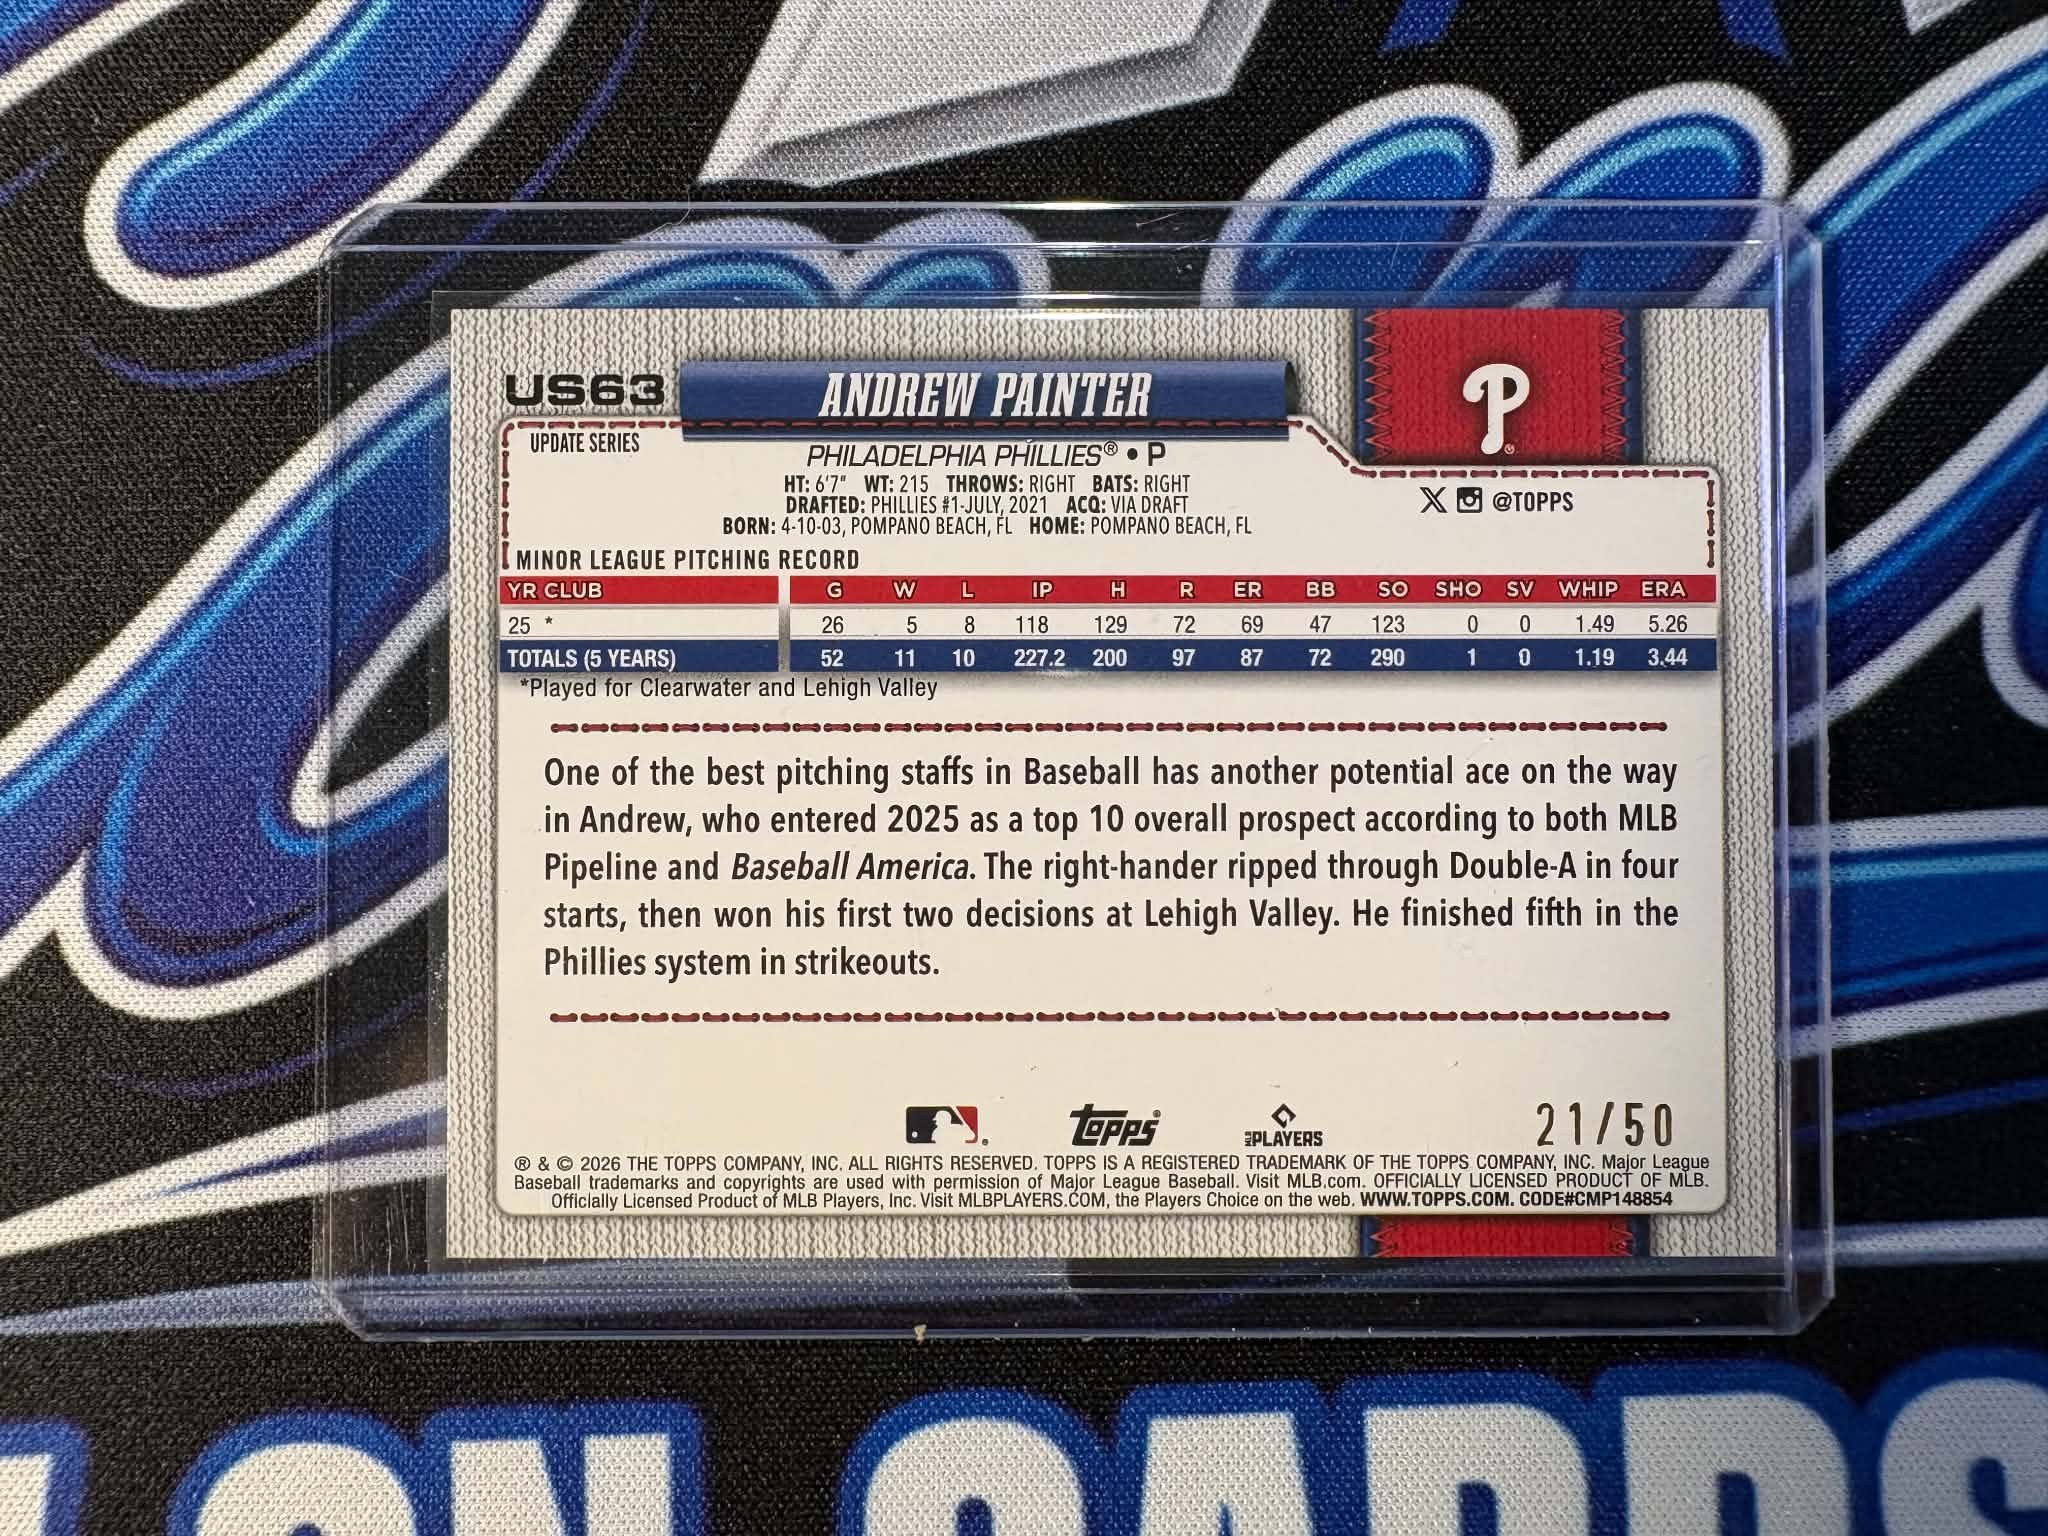 US63
ANDREW PAINTER
P
UPDATE SERIES
PHILADELPHIA PHILLIES® • P
HT: 6'7" WT: 215 THROWS: RIGHT BATS: RIGHT
DRAFTED: PHILLIES #1-JULY, 2021 ACQ: VIA DRAFT
BORN: 4-10-03, POMPANO BEACH, FL HOME: POMPANO BEACH, FL
X @TOPPS
MINOR LEAGUE PITCHING RECORD
YR CLUB G W L IP H R ER BB SO SHO SV WHIP ERA
25 * 26 5 8 118 129 72 69 47 123 0 0 1.49 5.26
TOTALS (5 YEARS) 52 11 10 227.2 200 97 87 72 290 1 0 1.19 3.44
*Played for Clearwater and Lehigh Valley
One of the best pitching staffs in Baseball has another potential ace on the way
in Andrew, who entered 2025 as a top 10 overall prospect according to both MLB
Pipeline and Baseball America. The right-hander ripped through Double-A in four
starts, then won his first two decisions at Lehigh Valley. He finished fifth in the
Phillies system in strikeouts.
topps®
MLB PLAYERS
21/50
® & © 2026 THE TOPPS COMPANY, INC. ALL RIGHTS RESERVED. TOPPS IS A REGISTERED TRADEMARK OF THE TOPPS COMPANY, INC. Major League
Baseball trademarks and copyrights are used with permission of Major League Baseball. Visit MLB.com. OFFICIALLY LICENSED PRODUCT OF MLB.
Officially Licensed Product of MLB Players, Inc. Visit MLBPLAYERS.COM, the Players Choice on the web. WWW.TOPPS.COM. CODE#CMP148854
ON CARDS